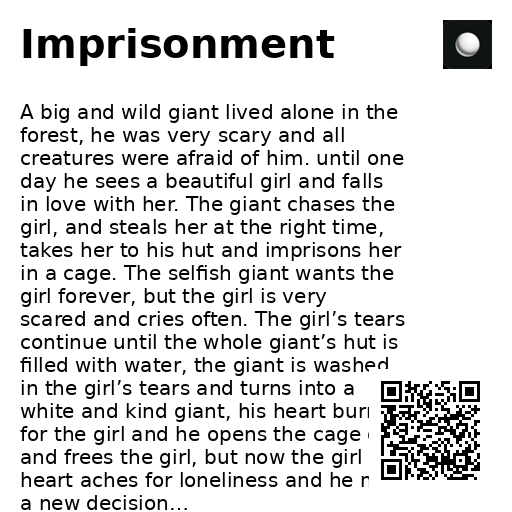 Imprisonment
A big and wild giant lived alone in the
forest, he was very scary and all
creatures were afraid of him. until one
day he sees a beautiful girl and falls
in love with her. The giant chases the
girl, and steals her at the right time,
takes her to his hut and imprisons her
in a cage. The selfish giant wants the
girl forever, but the girl is very
scared and cries often. The girl’s tears
continue until the whole giant’s hut is
filled with water, the giant is washed
in the girl’s tears and turns into a
white and kind giant, his heart
for the girl and he opens the cage
and frees the girl, but now the girl
heart aches for loneliness and he
a new decision…